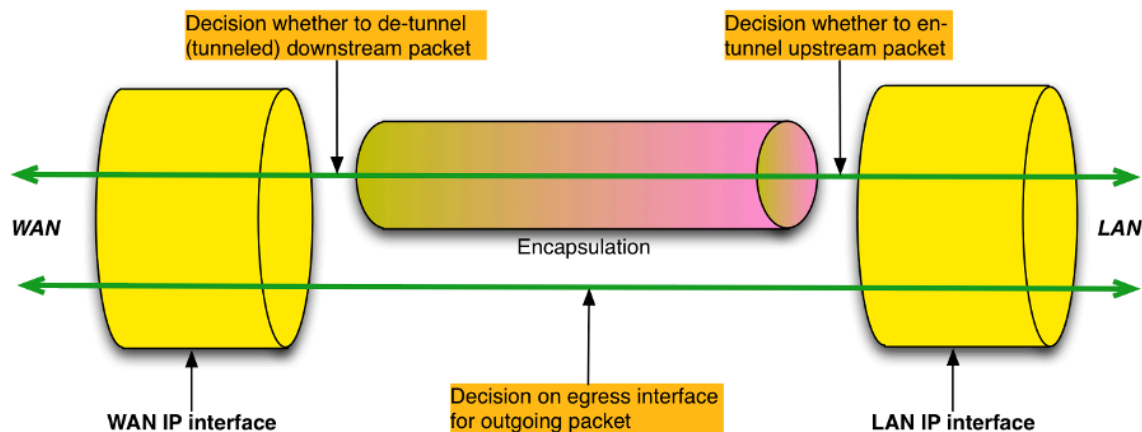 Decision whether to de-tunnel
(tunneled) downstream packet
Decision whether to en-
tunnel upstream packet
WAN
LAN
Encapsulation
Decision on egress interface
for outgoing packet
WAN IP interface
LAN IP interface